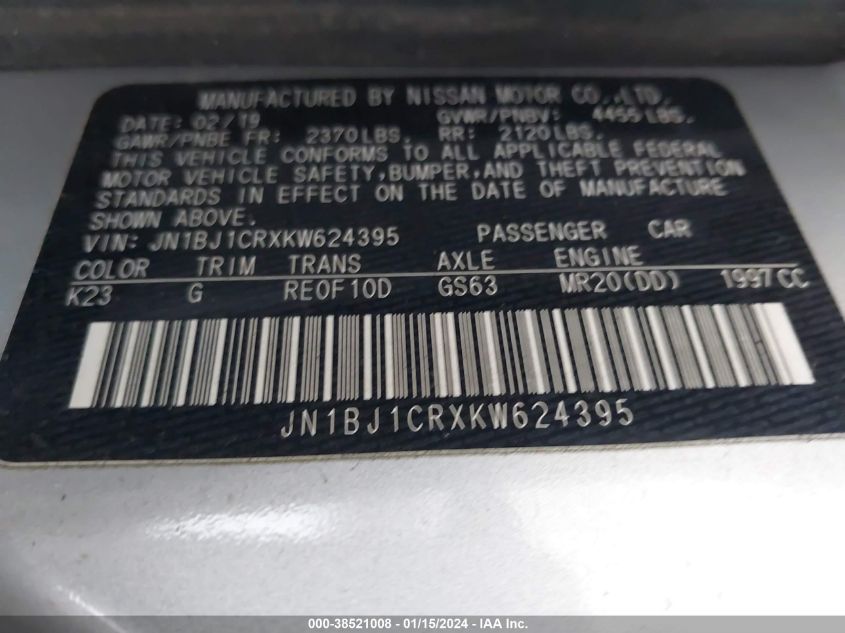 MANUFACTURED BY NISSAN MOTOR CO.,LTD.
DATE: 02/19 GVWR/PNBV: 4455 LBS.
GAWR/PNBE FR: 2370LBS. RR: 2120LBS.
THIS VEHICLE CONFORMS TO ALL APPLICABLE FEDERAL
MOTOR VEHICLE SAFETY,BUMPER,AND THEFT PREVENTION
STANDARDS IN EFFECT ON THE DATE OF MANUFACTURE
SHOWN ABOVE.
VIN: JN1BJ1CRXKW624395 PASSENGER CAR
COLOR TRIM TRANS AXLE ENGINE
K23 G RE0F10D GS63 MR20(DD) 1997CC
JN1BJ1CRXKW624395
000-38521008 - 01/15/2024 - IAA Inc.